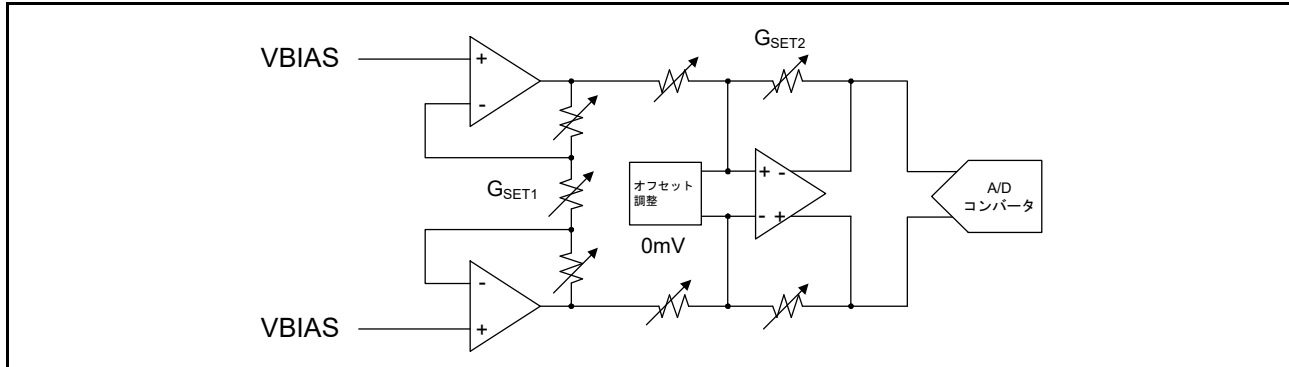 VBIAS
+
-
GSET1
-
+
VBIAS
GSET2
オフセット
調整
0mV
+ -
- +
A/D
コンバータ